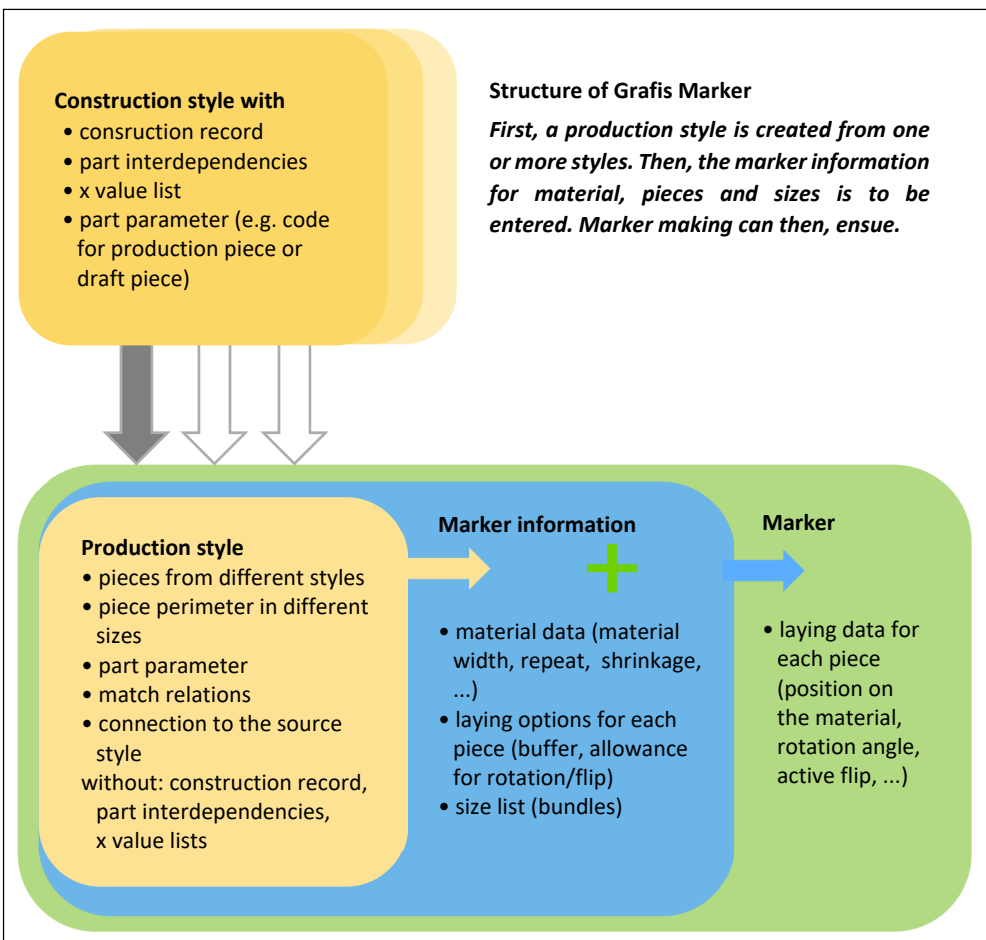 Construction style with
• consruction record
• part interdependencies
• x value list
• part parameter (e.g. code
for production piece or
draft piece)
Structure of Grafis Marker
First, a production style is created from one
or more styles. Then, the marker information
for material, pieces and sizes is to be
entered. Marker making can then, ensue.
Production style
• pieces from different styles
• piece perimeter in different
sizes
• part parameter
• match relations
• connection to the source
style
without: construction record,
part interdependencies,
x value lists
Marker information
• material data (material
width, repeat, shrinkage,
...)
• laying options for each
piece (buffer, allowance
for rotation/flip)
• size list (bundles)
Marker
• laying data for
each piece
(position on
the material,
rotation angle,
active flip, ...)